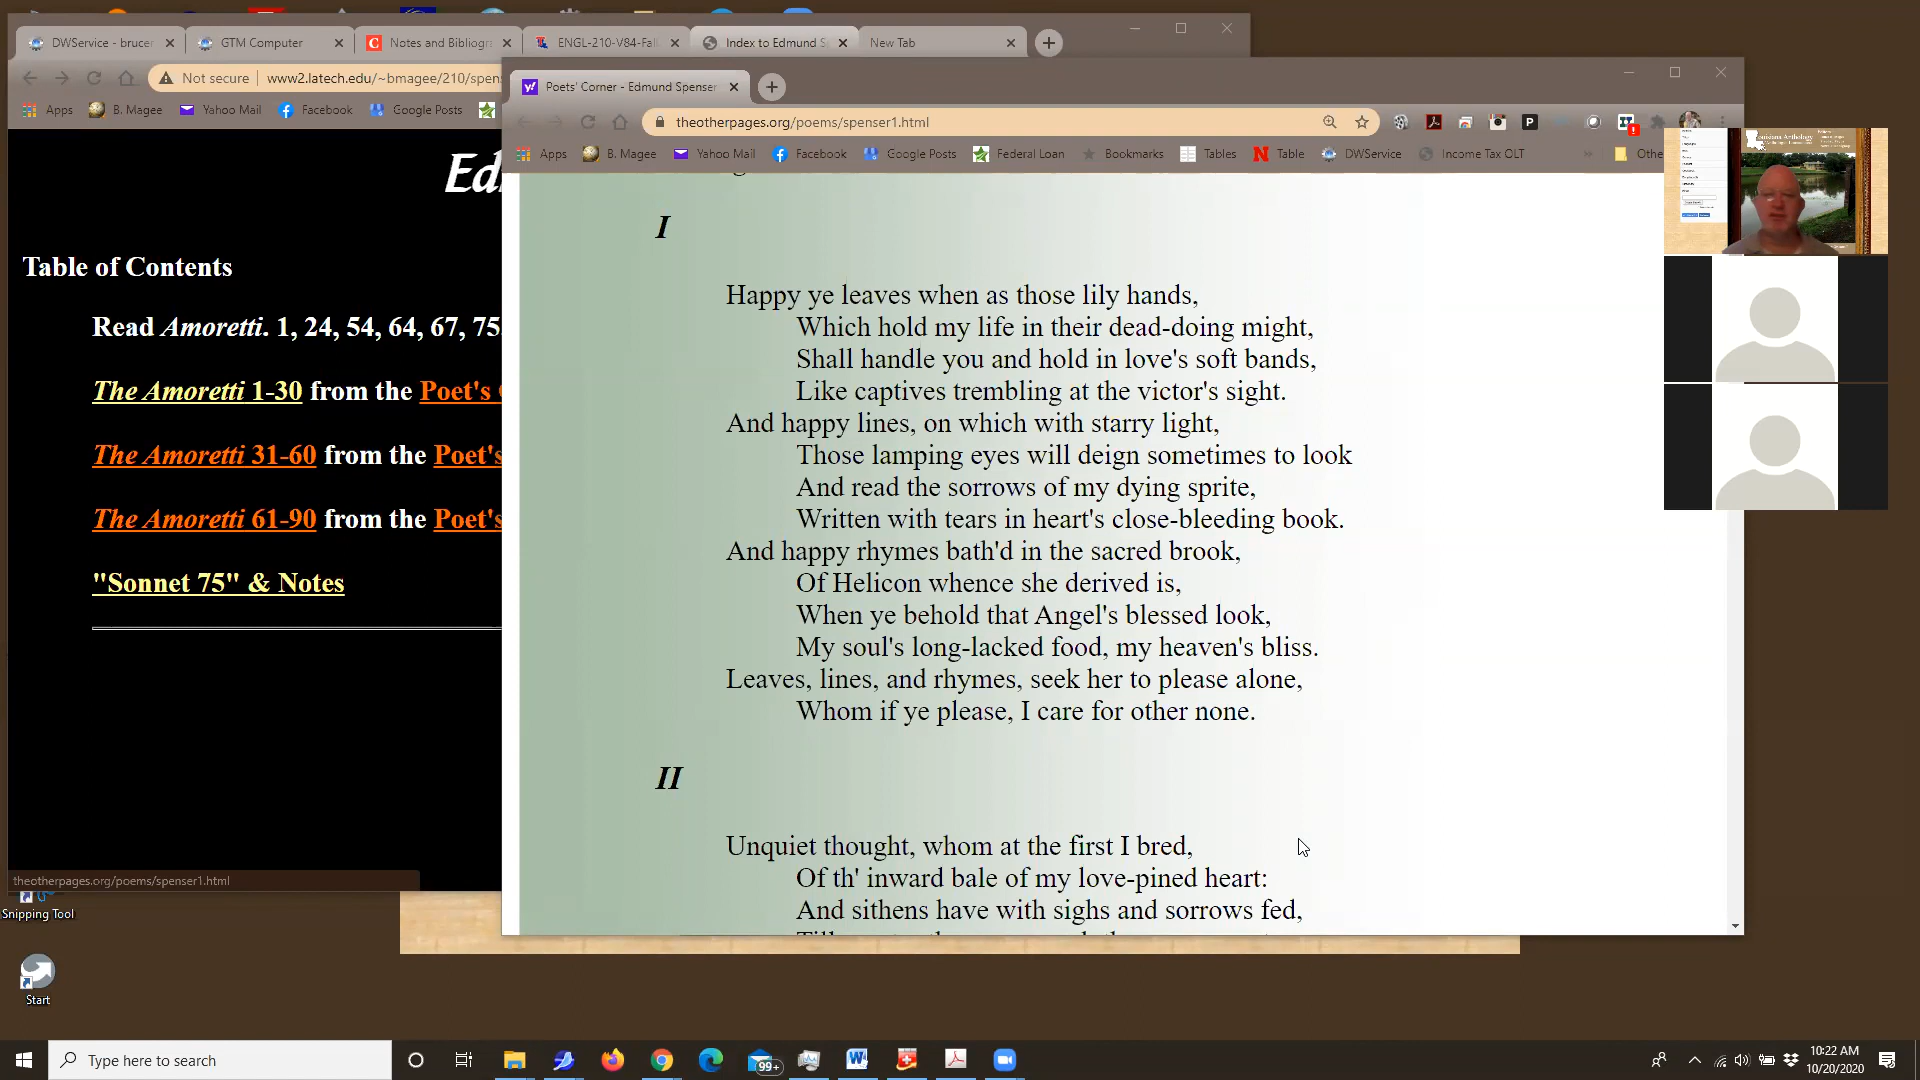 DWService - brucer
GTM Computer
Notes and Bibliogr
ENGL-210-V84-Fall
Index to Edmund S
New Tab
Not secure
www2.latech.edu/~bmagee/210/spen
Apps
B. Magee
Yahoo Mail
Facebook
Google Posts
Poets' Corner - Edmund Spenser
theotherpages.org/poems/spenser1.html
Apps
B. Magee
Yahoo Mail
Facebook
Google Posts
Federal Loan
Bookmarks
Tables
Table
DWService
Income Tax OLT
Othe
Table of Contents
Read Amoretti. 1, 24, 54, 64, 67, 75
The Amoretti 1-30 from the Poet's
The Amoretti 31-60 from the Poet's
The Amoretti 61-90 from the Poet's
"Sonnet 75" & Notes
theotherpages.org/poems/spenser1.html
I
Happy ye leaves when as those lily hands,
Which hold my life in their dead-doing might,
Shall handle you and hold in love's soft bands,
Like captives trembling at the victor's sight.
And happy lines, on which with starry light,
Those lamping eyes will deign sometimes to look
And read the sorrows of my dying sprite,
Written with tears in heart's close-bleeding book.
And happy rhymes bath'd in the sacred brook,
Of Helicon whence she derived is,
When ye behold that Angel's blessed look,
My soul's long-lacked food, my heaven's bliss.
Leaves, lines, and rhymes, seek her to please alone,
Whom if ye please, I care for other none.
II
Unquiet thought, whom at the first I bred,
Of th' inward bale of my love-pined heart:
And sithens have with sighs and sorrows fed,
Snipping Tool
Start
Type here to search
99+
10:22 AM
10/20/2020